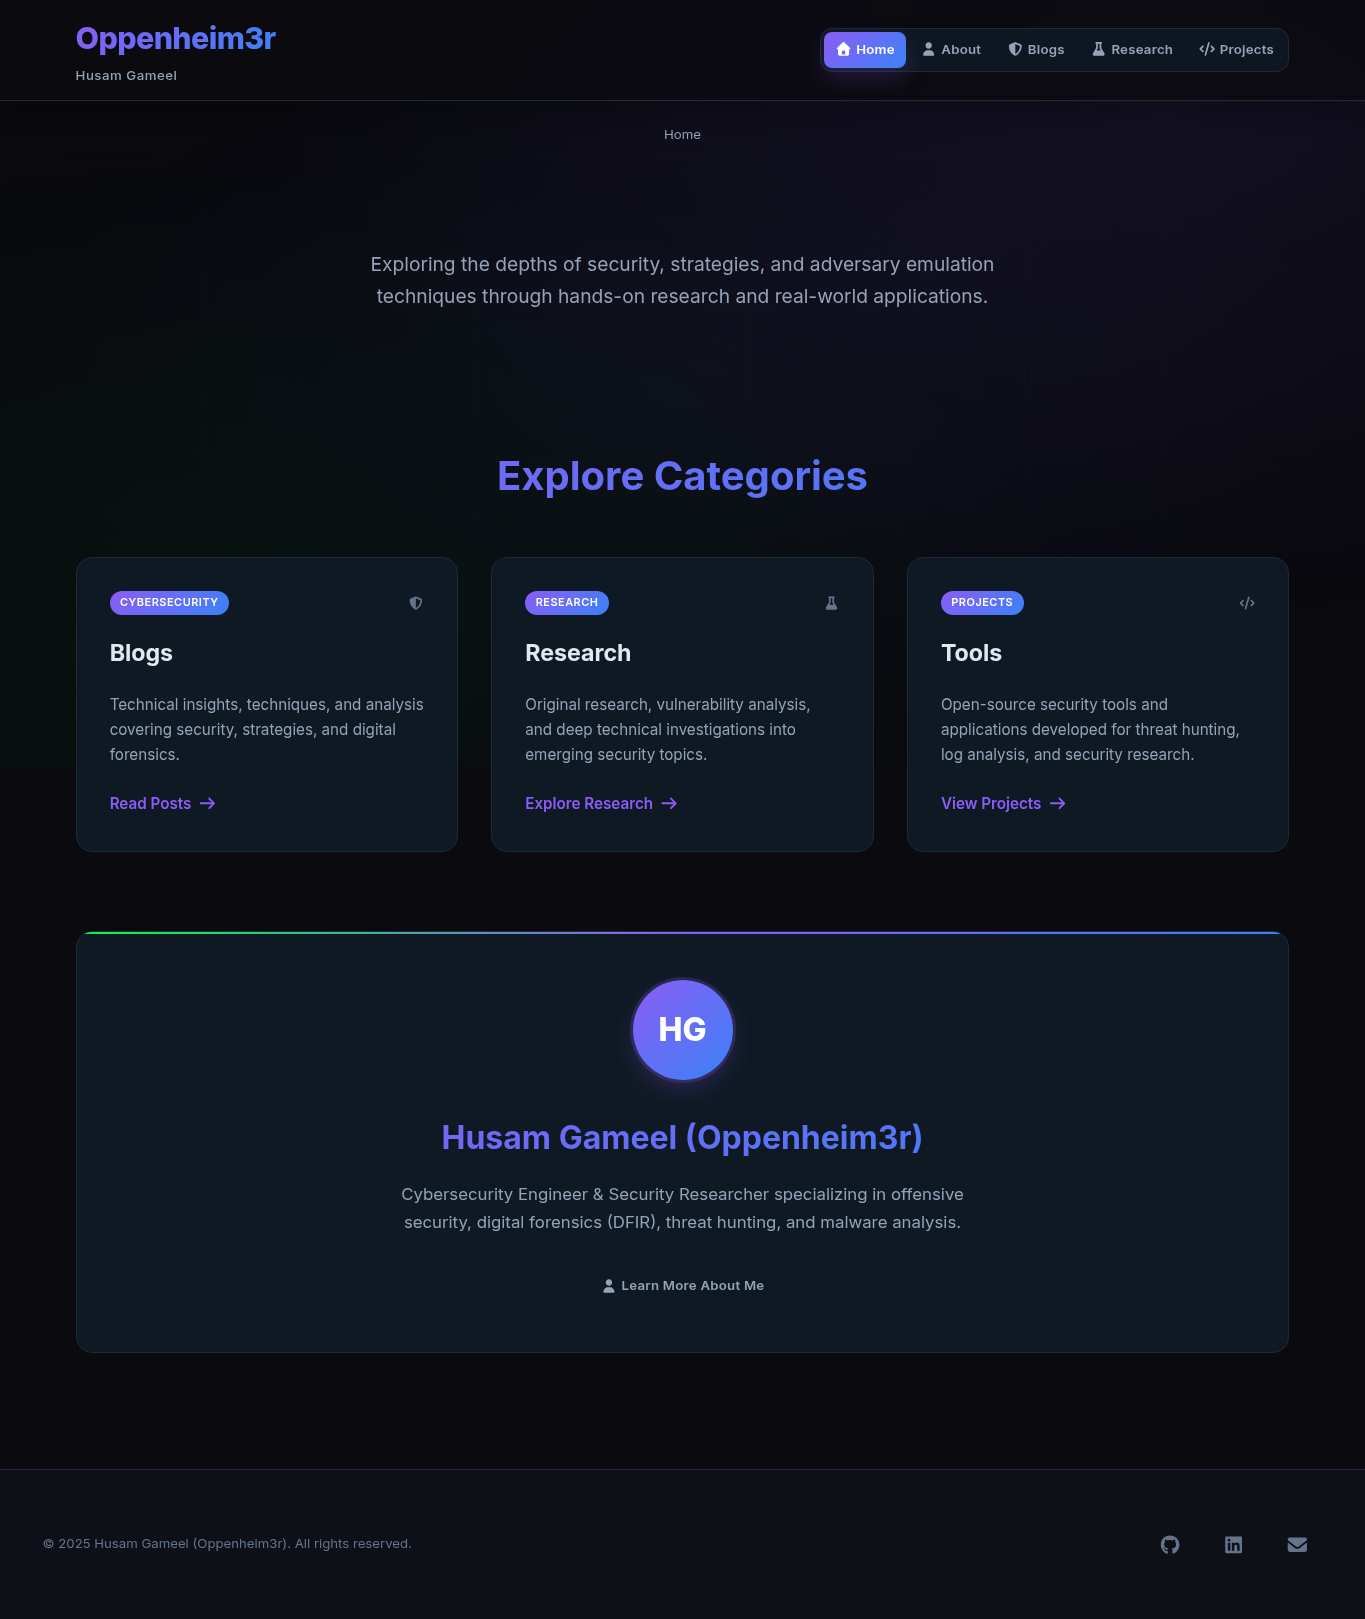 Oppenheim3r
Husam Gameel
Home
About
Blogs
Research
Projects
Home
Exploring the depths of security, strategies, and adversary emulation
techniques through hands-on research and real-world applications.
Explore Categories
CYBERSECURITY
Blogs
Technical insights, techniques, and analysis
covering security, strategies, and digital
forensics.
Read Posts →
RESEARCH
Research
Original research, vulnerability analysis,
and deep technical investigations into
emerging security topics.
Explore Research →
PROJECTS
Tools
Open-source security tools and
applications developed for threat hunting,
log analysis, and security research.
View Projects →
HG
Husam Gameel (Oppenheim3r)
Cybersecurity Engineer & Security Researcher specializing in offensive
security, digital forensics (DFIR), threat hunting, and malware analysis.
Learn More About Me
© 2025 Husam Gameel (Oppenheim3r). All rights reserved.